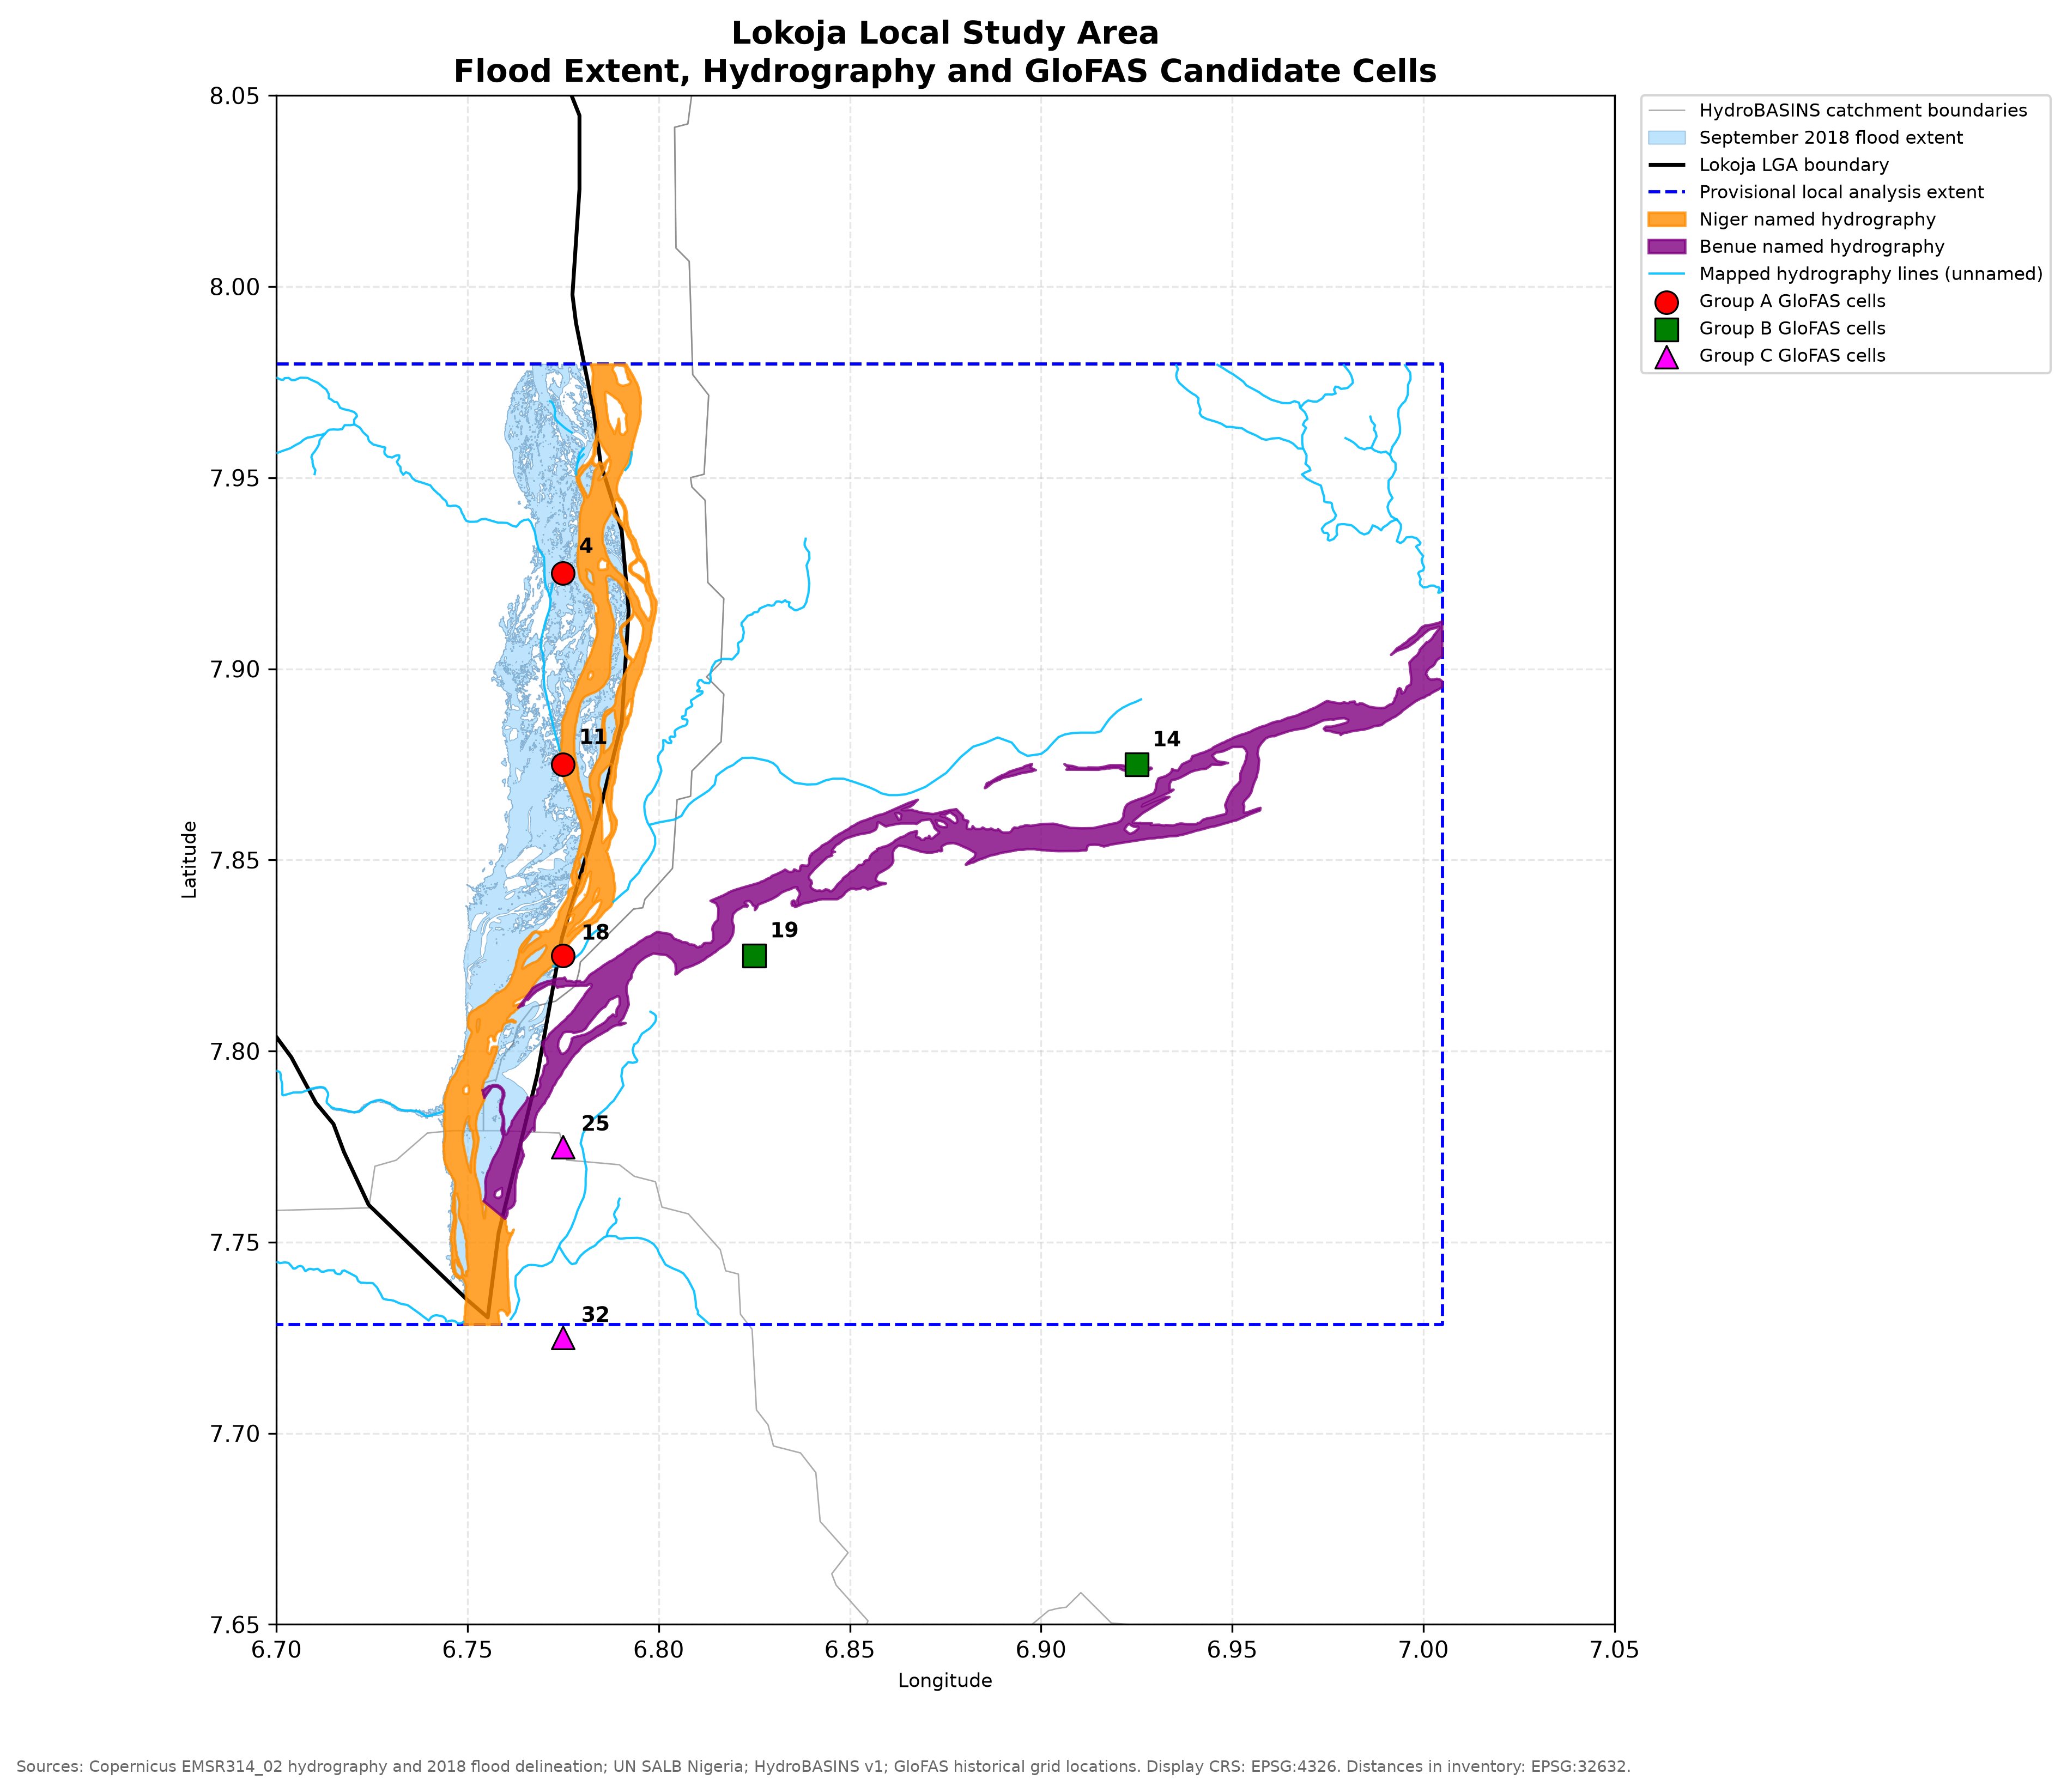 Lokoja Local Study Area
Flood Extent, Hydrography and GloFAS Candidate Cells
HydroBASINS catchment boundaries
September 2018 flood extent
Lokoja LGA boundary
Provisional local analysis extent
Niger named hydrography
Benue named hydrography
Mapped hydrography lines (unnamed)
Group A GloFAS cells
Group B GloFAS cells
Group C GloFAS cells
8.05
8.00
7.95
7.90
7.85
7.80
7.75
7.70
7.65
Latitude
4
11
14
18
19
25
32
6.70 6.75 6.80 6.85 6.90 6.95 7.00 7.05
Longitude
Sources: Copernicus EMSR314_02 hydrography and 2018 flood delineation; UN SALB Nigeria; HydroBASINS v1; GloFAS historical grid locations. Display CRS: EPSG:4326. Distances in inventory: EPSG:32632.